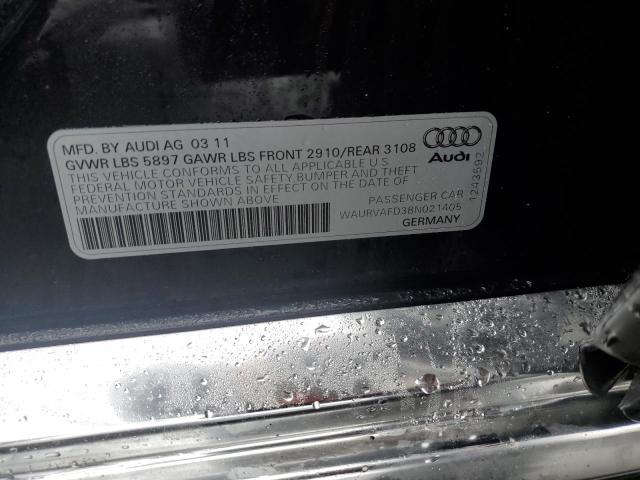 MFD. BY AUDI AG 03 11
GVWR LBS 5897 GAWR LBS FRONT 2910/REAR 3108
THIS VEHICLE CONFORMS TO ALL APPLICABLE U S
FEDERAL MOTOR VEHICLE SAFETY BUMPER AND THEFT
PREVENTION STANDARDS IN EFFECT ON THE DATE OF
MANUFACTURE SHOWN ABOVE
PASSENGER CAR
WAURVAFD3BN021405
GERMANY
Audi
1243592